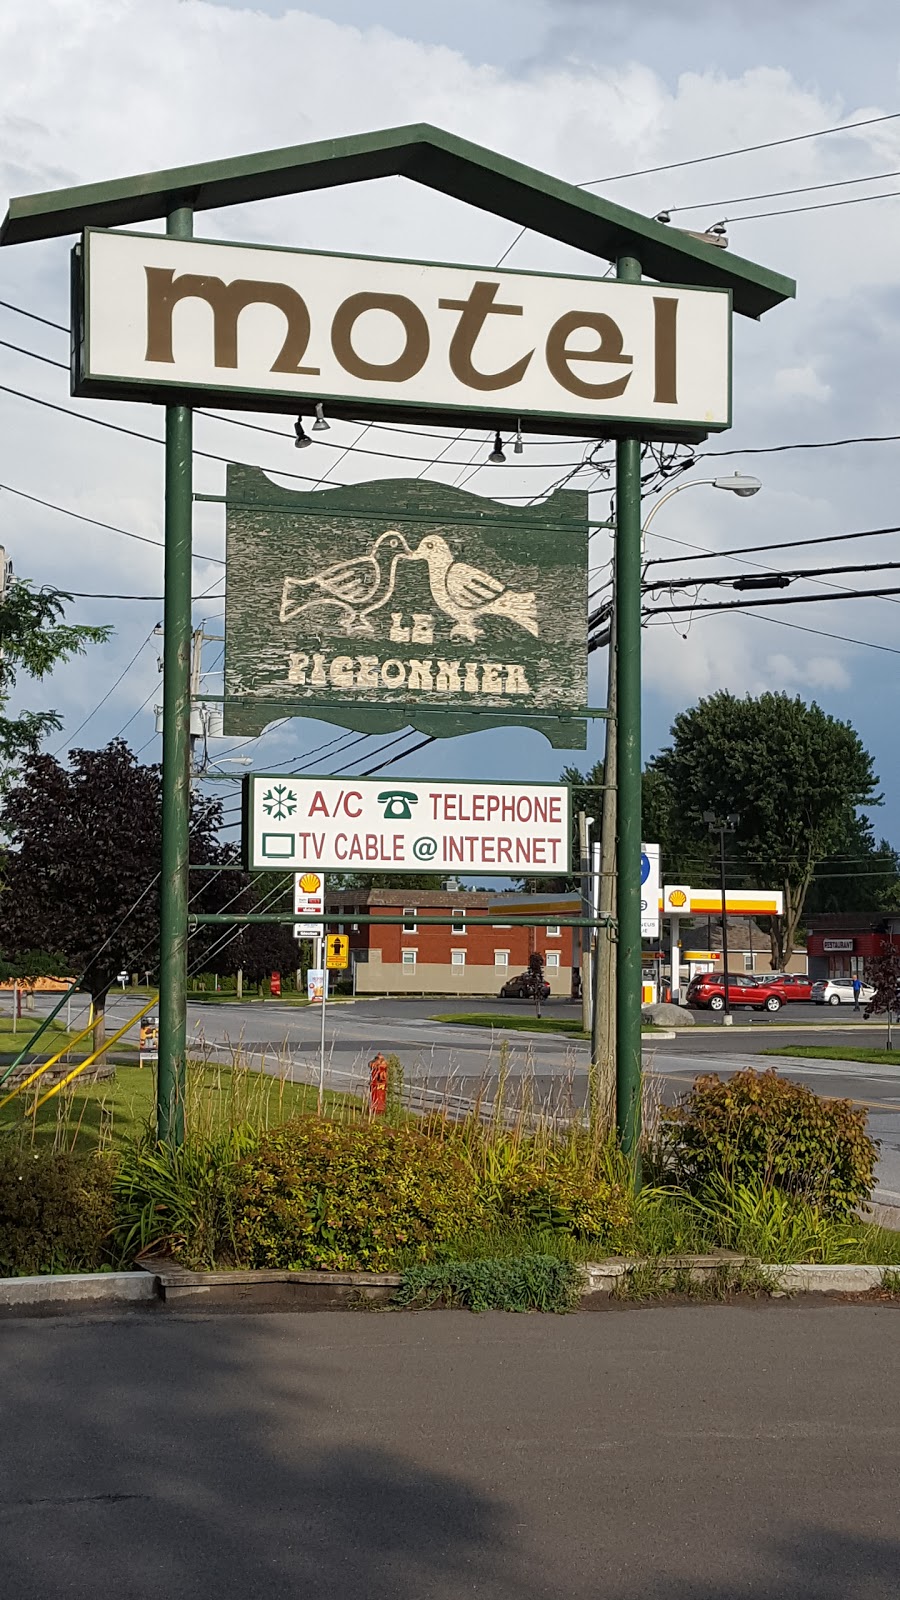 motel
LE
PIGEONNIER
A/C TELEPHONE
TV CABLE @ INTERNET
RESTAURANT